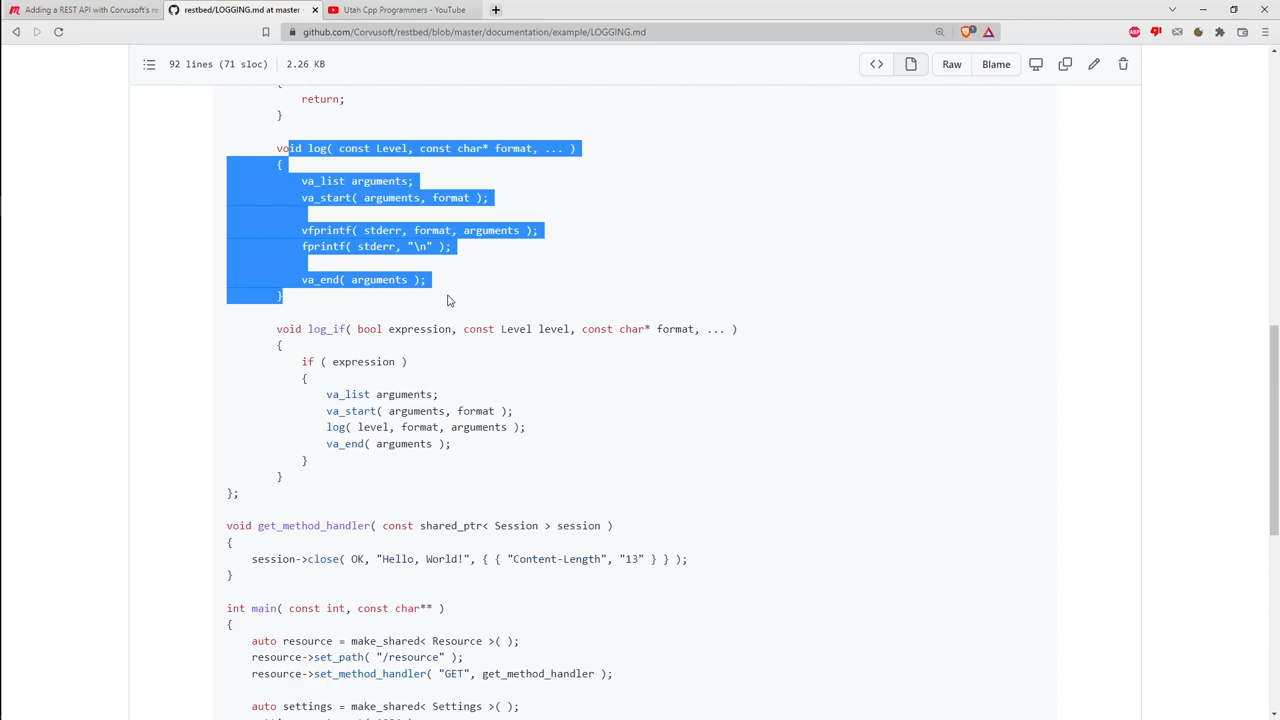 Adding a REST API with Corvusoft's re
restbed/LOGGING.md at master ·
Utah Cpp Programmers - YouTube
github.com/Corvusoft/restbed/blob/master/documentation/example/LOGGING.md
92 lines (71 sloc) 2.26 KB
Raw
Blame
{
return;
}
void log( const Level, const char* format, ... )
{
va_list arguments;
va_start( arguments, format );
vfprintf( stderr, format, arguments );
fprintf( stderr, "\n" );
va_end( arguments );
}
void log_if( bool expression, const Level level, const char* format, ... )
{
if ( expression )
{
va_list arguments;
va_start( arguments, format );
log( level, format, arguments );
va_end( arguments );
}
}
};
void get_method_handler( const shared_ptr< Session > session )
{
session->close( OK, "Hello, World!", { { "Content-Length", "13" } } );
}
int main( const int, const char** )
{
auto resource = make_shared< Resource >( );
resource->set_path( "/resource" );
resource->set_method_handler( "GET", get_method_handler );
auto settings = make_shared< Settings >( );